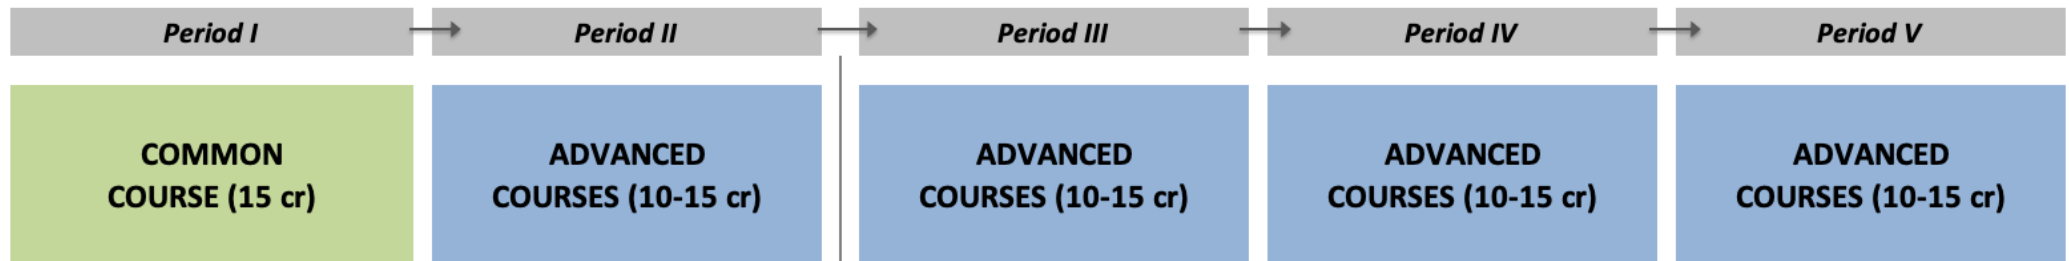 Period I
Period II
Period III
Period IV
Period V
COMMON
COURSE (15 cr)
ADVANCED
COURSES (10-15 cr)
ADVANCED
COURSES (10-15 cr)
ADVANCED
COURSES (10-15 cr)
ADVANCED
COURSES (10-15 cr)